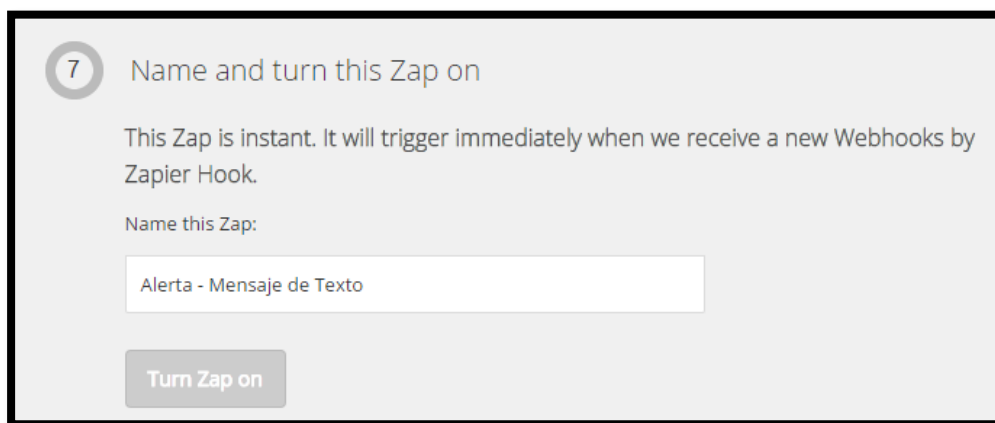 7
Name and turn this Zap on
This Zap is instant. It will trigger immediately when we receive a new Webhooks by
Zapier Hook.
Name this Zap:
Alerta - Mensaje de Texto
Turn Zap on